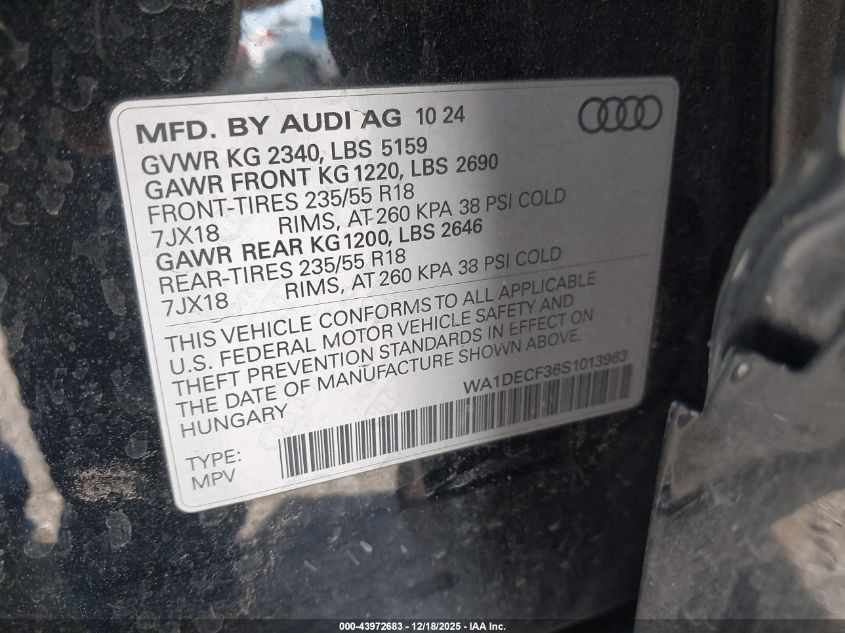 MFD. BY AUDI AG 10 24
GVWR KG 2340, LBS 5159
GAWR FRONT KG 1220, LBS 2690
FRONT-TIRES 235/55 R18
7JX18 RIMS, AT 260 KPA 38 PSI COLD
GAWR REAR KG 1200, LBS 2646
REAR-TIRES 235/55 R18
7JX18 RIMS, AT 260 KPA 38 PSI COLD
THIS VEHICLE CONFORMS TO ALL APPLICABLE
U.S. FEDERAL MOTOR VEHICLE SAFETY AND
THEFT PREVENTION STANDARDS IN EFFECT ON
THE DATE OF MANUFACTURE SHOWN ABOVE.
HUNGARY WA1DECF36S1013963
TYPE:
MPV
000-43972683 - 12/18/2025 - IAA Inc.